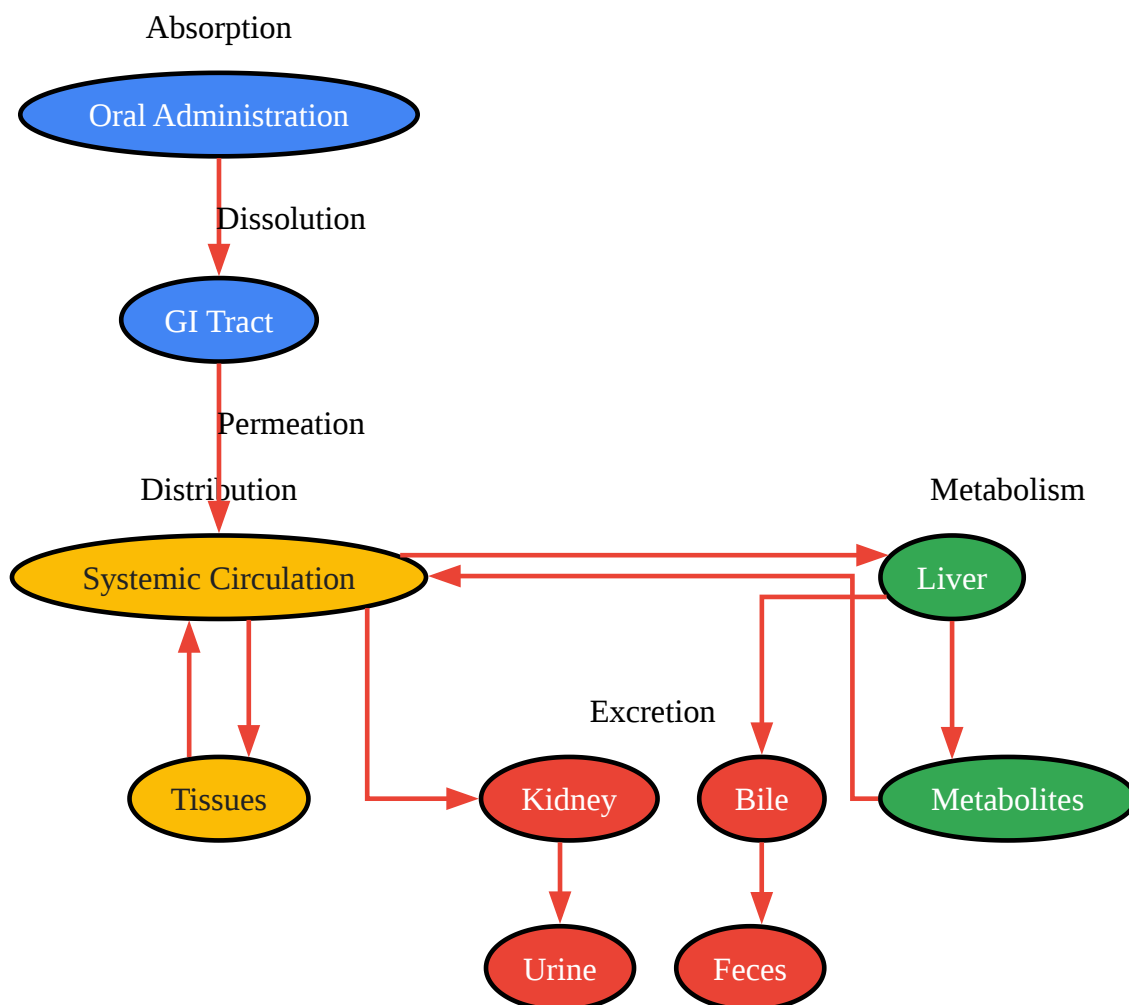 Absorption
Oral Administration
Dissolution
GI Tract
Permeation
Distribution
Metabolism
Systemic Circulation
Liver
Excretion
Tissues
Kidney
Bile
Metabolites
Urine
Feces